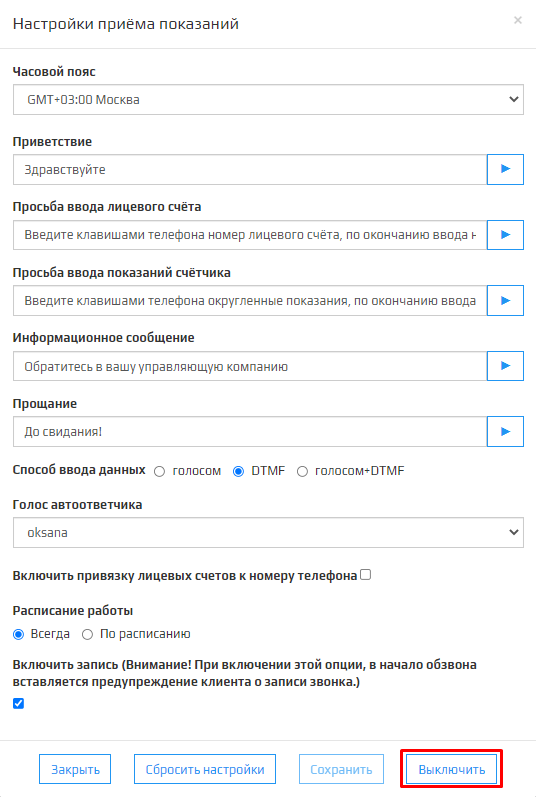 Настройки приёма показаний
×
Часовой пояс
GMT+03:00 Москва
Приветствие
Здравствуйте
Просьба ввода лицевого счёта
Введите клавишами телефона номер лицевого счёта, по окончанию ввода н
Просьба ввода показаний счётчика
Введите клавишами телефона округленные показания, по окончанию ввода
Информационное сообщение
Обратитесь в вашу управляющую компанию
Прощание
До свидания!
Способ ввода данных голосом DTMF голосом+DTMF
Голос автоответчика
oksana
Включить привязку лицевых счетов к номеру телефона
Расписание работы
Всегда По расписанию
Включить запись (Внимание! При включении этой опции, в начало обзвона
вставляется предупреждение клиента о записи звонка.)
Закрыть Сбросить настройки Сохранить Выключить